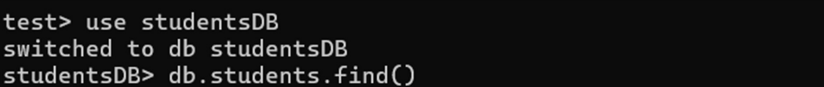 test> use studentsDB
switched to db studentsDB
studentsDB> db.students.find()